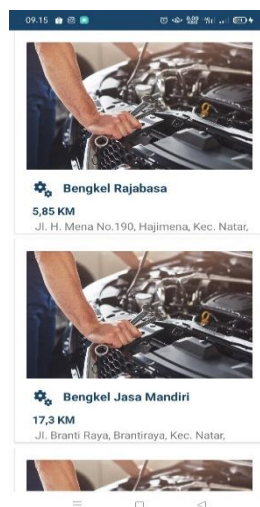 09.15
Bengkel Rajabasa
5,85 KM
Jl. H. Mena No.190, Hajimena, Kec. Natar,
Bengkel Jasa Mandiri
17,3 KM
Jl. Branti Raya, Brantiraya, Kec. Natar,